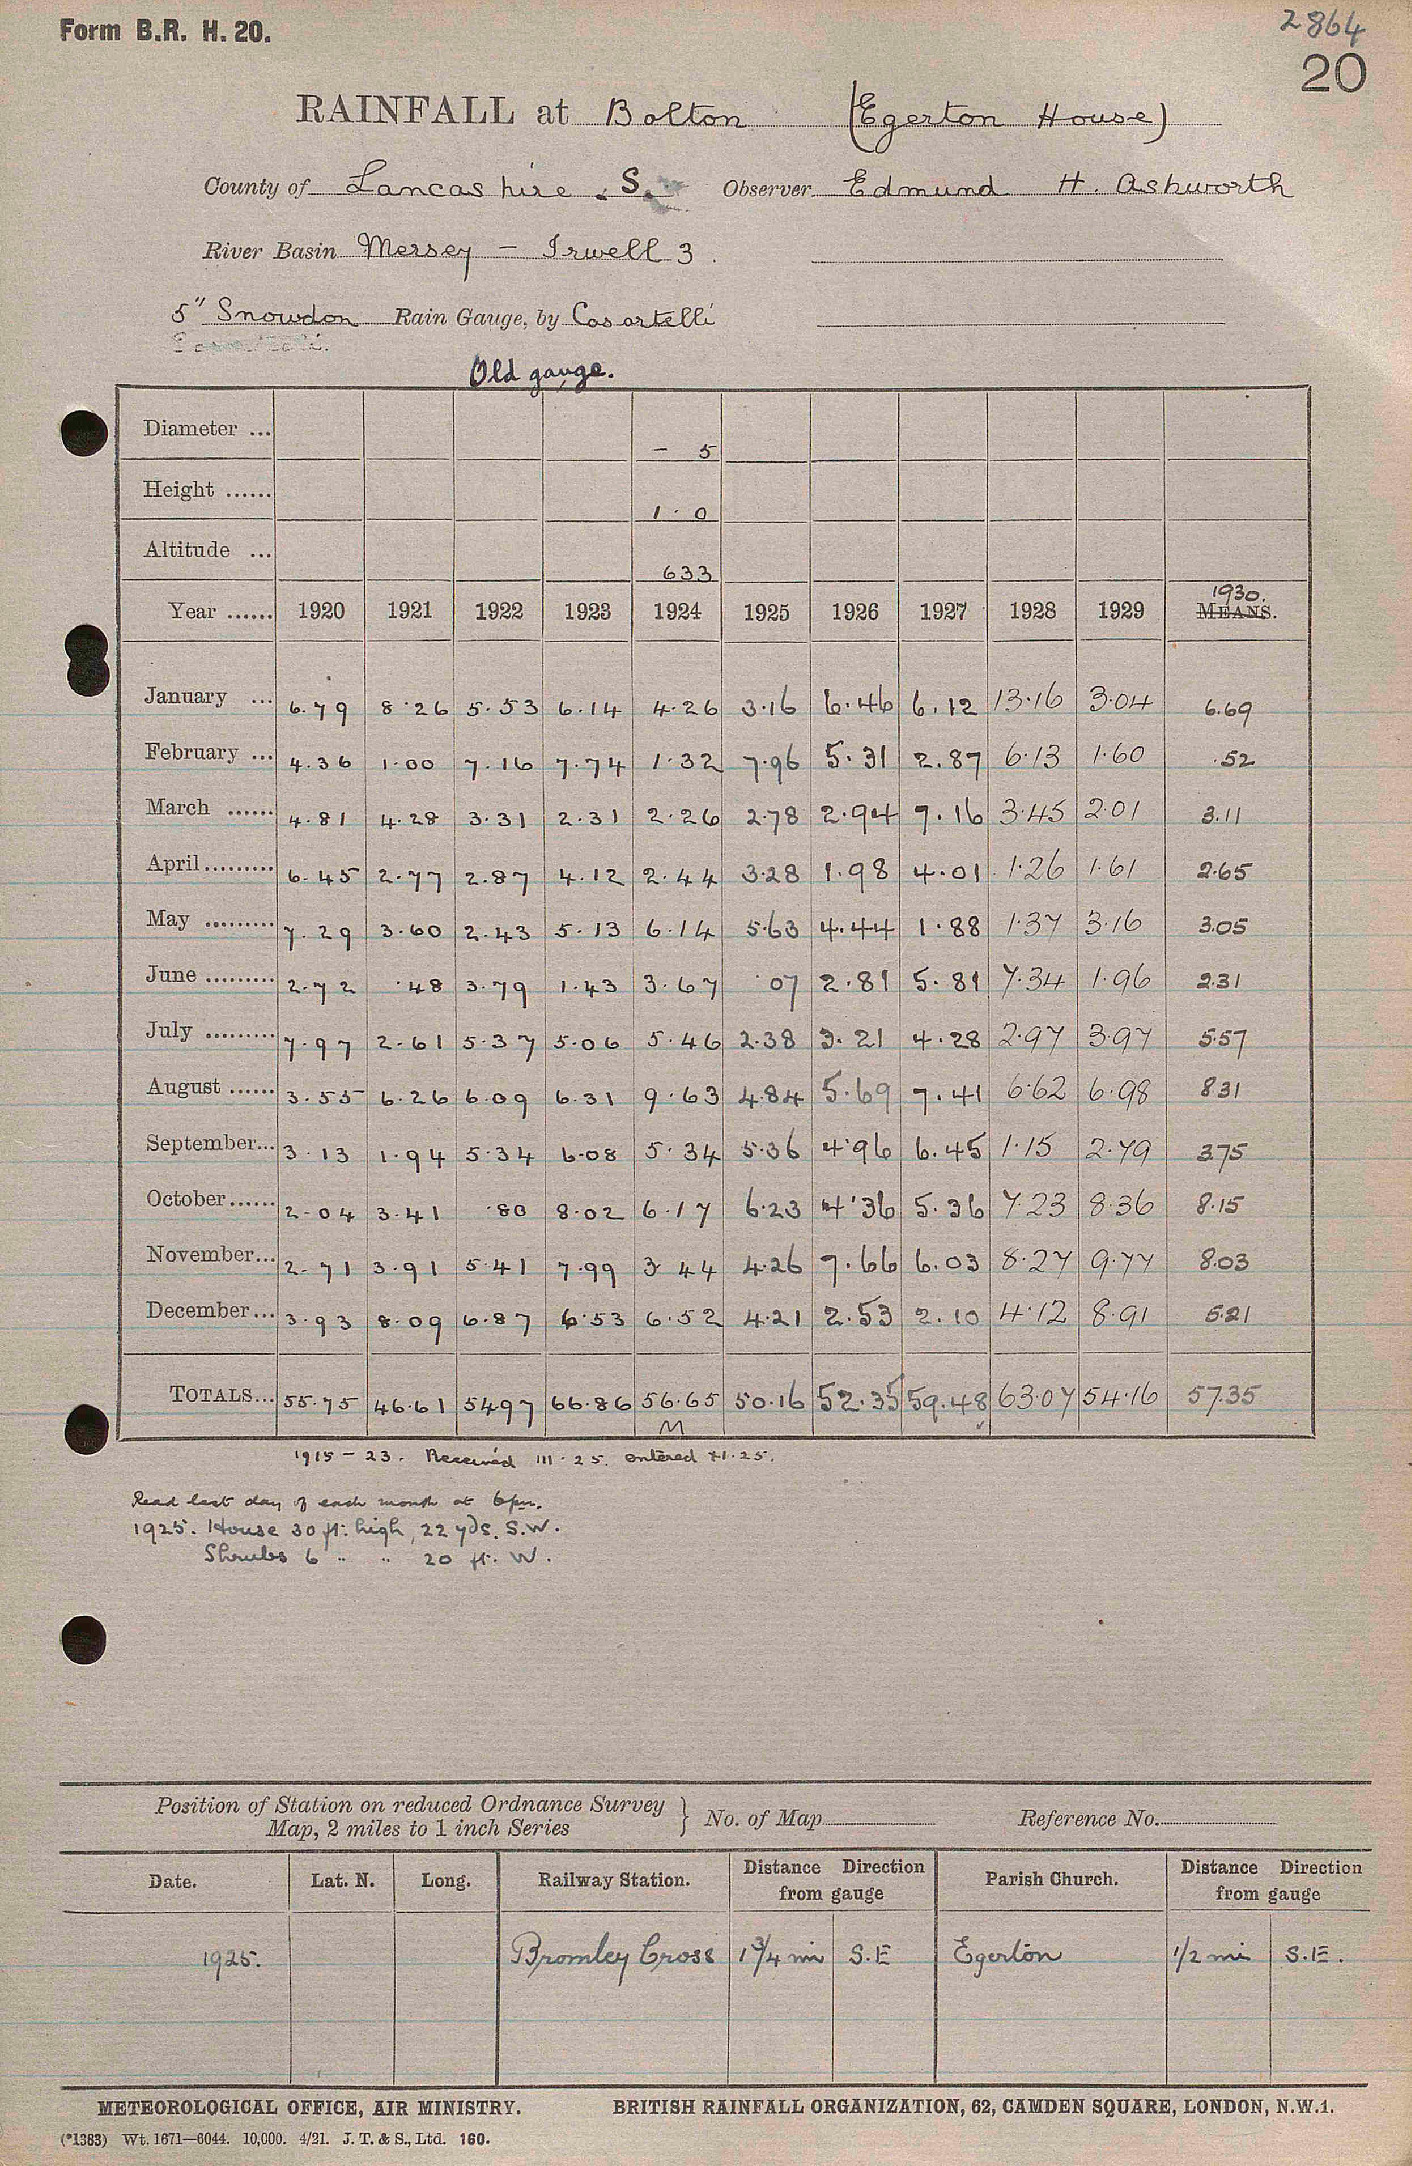 Form B.R. H. 20.
2864
20
RAINFALL at Bolton (Egerton House)
County of Lancashire . S. Observer Edmund H. Ashworth
River Basin Mersey - Irwell 3 .
5" Snowdon Rain Gauge, by Casartelli
Old gauge.
Diameter ... - 5
Height ...... 1 . 0
Altitude ... 633
1930.
Year ...... 1920 1921 1922 1923 1924 1925 1926 1927 1928 1929 MEANS.
January ... 6.79 8.26 5.53 6.14 4.26 3.16 6.46 6.12 13.16 3.04 6.69
February ... 4.36 1.00 7.16 7.74 1.32 7.96 5.31 2.87 6.13 1.60 .52
March ...... 4.81 4.28 3.31 2.31 2.26 2.78 2.94 7.16 3.45 2.01 3.11
April......... 6.45 2.77 2.87 4.12 2.44 3.28 1.98 4.01 1.26 1.61 2.65
May ......... 7.29 3.60 2.43 5.13 6.14 5.63 4.44 1.88 1.37 3.16 3.05
June ......... 2.72 .48 3.79 1.43 3.67 .07 2.81 5.81 7.34 1.96 2.31
July ......... 7.97 2.61 5.37 5.06 5.46 2.38 3.21 4.28 2.97 3.97 5.57
August ...... 3.55 6.26 6.09 6.31 9.63 4.84 5.69 7.41 6.62 6.98 8.31
September... 3.13 1.94 5.34 6.08 5.34 5.36 4.96 6.45 1.15 2.79 3.75
October...... 2.04 3.41 .80 8.02 6.17 6.23 4.36 5.36 7.23 8.36 8.15
November... 2.71 3.91 5.41 7.99 3 44 4.26 7.66 6.03 8.27 9.77 8.03
December... 3.93 8.09 6.87 6.53 6.52 4.21 2.53 2.10 4.12 8.91 5.21
TOTALS... 55.75 46.61 54.97 66.86 56.65 50.16 52.35 59.48 63.07 54.16 57.35
M
1915 - 23. Received III. 25. entered XI. 25.
Read last day of each month at 6pm.
1925. House 30 ft. high, 22 yds. S.W.
Shrubs 6 " " 20 ft. W.
Position of Station on reduced Ordnance Survey
Map, 2 miles to 1 inch Series } No. of Map Reference No.
Date. Lat. N. Long. Railway Station. Distance Direction from gauge Parish Church. Distance Direction from gauge
1925. Bromley Cross 1 3/4 mi S.E Egerton 1/2 mi S.E.
METEOROLOGICAL OFFICE, AIR MINISTRY. BRITISH RAINFALL ORGANIZATION, 62, CAMDEN SQUARE, LONDON, N.W.1.
(*1383) Wt. 1671—6044. 10,000. 4/21. J. T. & S., Ltd. 160.